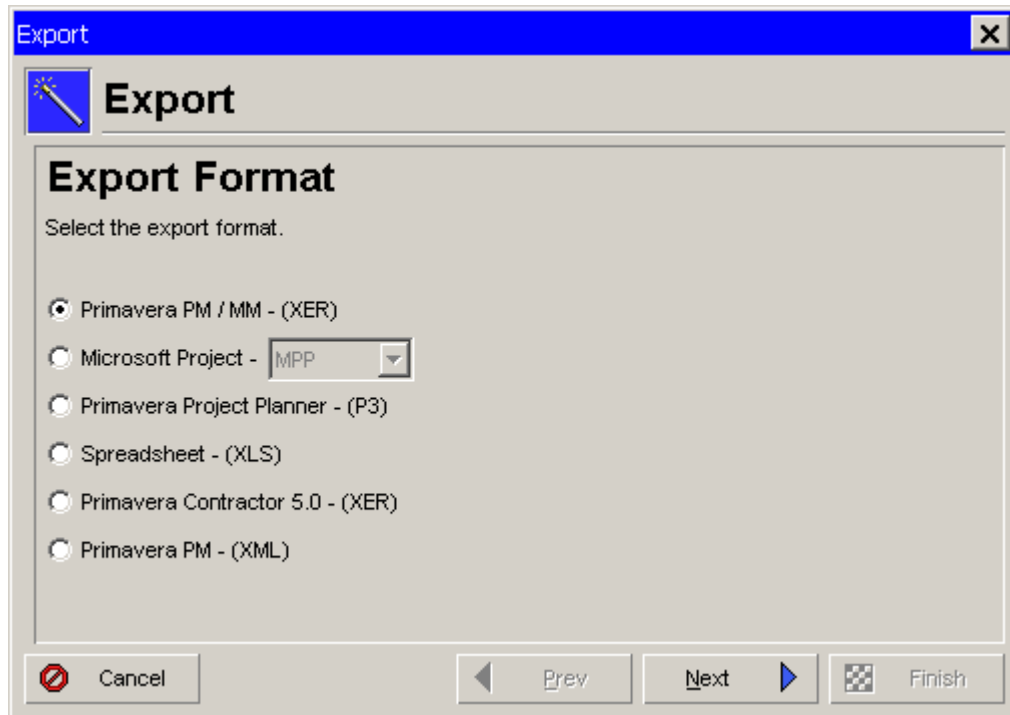 Export
Export
Export Format
Select the export format.
Primavera PM / MM - (XER)
Microsoft Project - MPP
Primavera Project Planner - (P3)
Spreadsheet - (XLS)
Primavera Contractor 5.0 - (XER)
Primavera PM - (XML)
Cancel Prev Next Finish